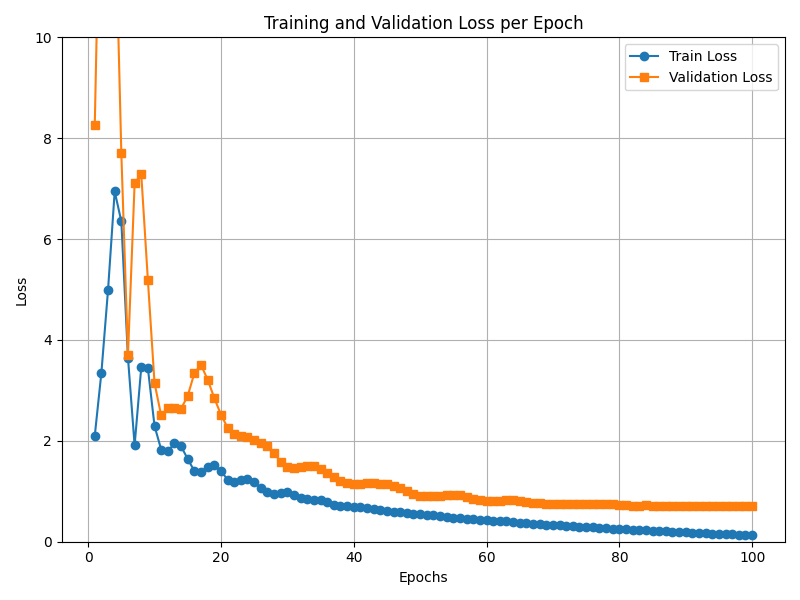 Training and Validation Loss per Epoch
Train Loss
Validation Loss
Loss
10
8
6
4
2
0
0 20 40 60 80 100
Epochs